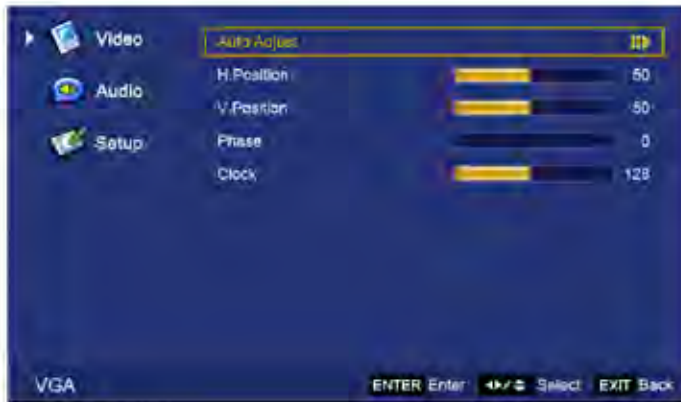 Video
Audio
Setup
Auto Adjust
H.Position 50
V.Position 50
Phase 0
Clock 128
VGA
ENTER Enter Select EXIT Back